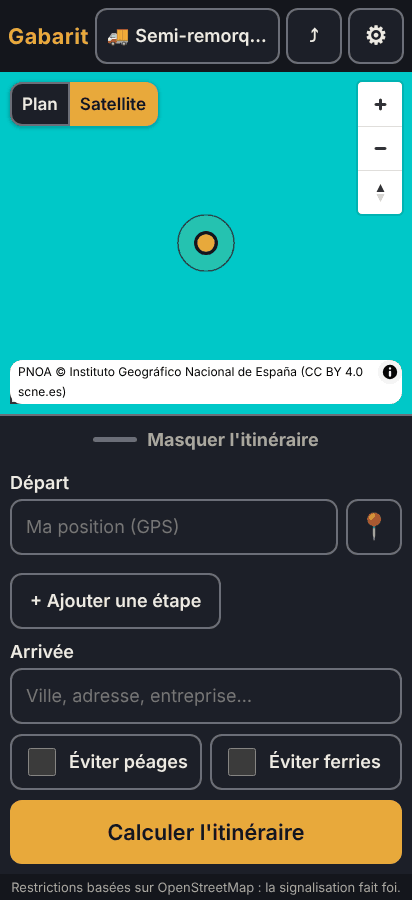 Gabarit
🚚 Semi-remorq...
Plan
Satellite
PNOA © Instituto Geográfico Nacional de España (CC BY 4.0
scne.es)
Masquer l'itinéraire
Départ
Ma position (GPS)
+ Ajouter une étape
Arrivée
Ville, adresse, entreprise...
Éviter péages
Éviter ferries
Calculer l'itinéraire
Restrictions basées sur OpenStreetMap : la signalisation fait foi.